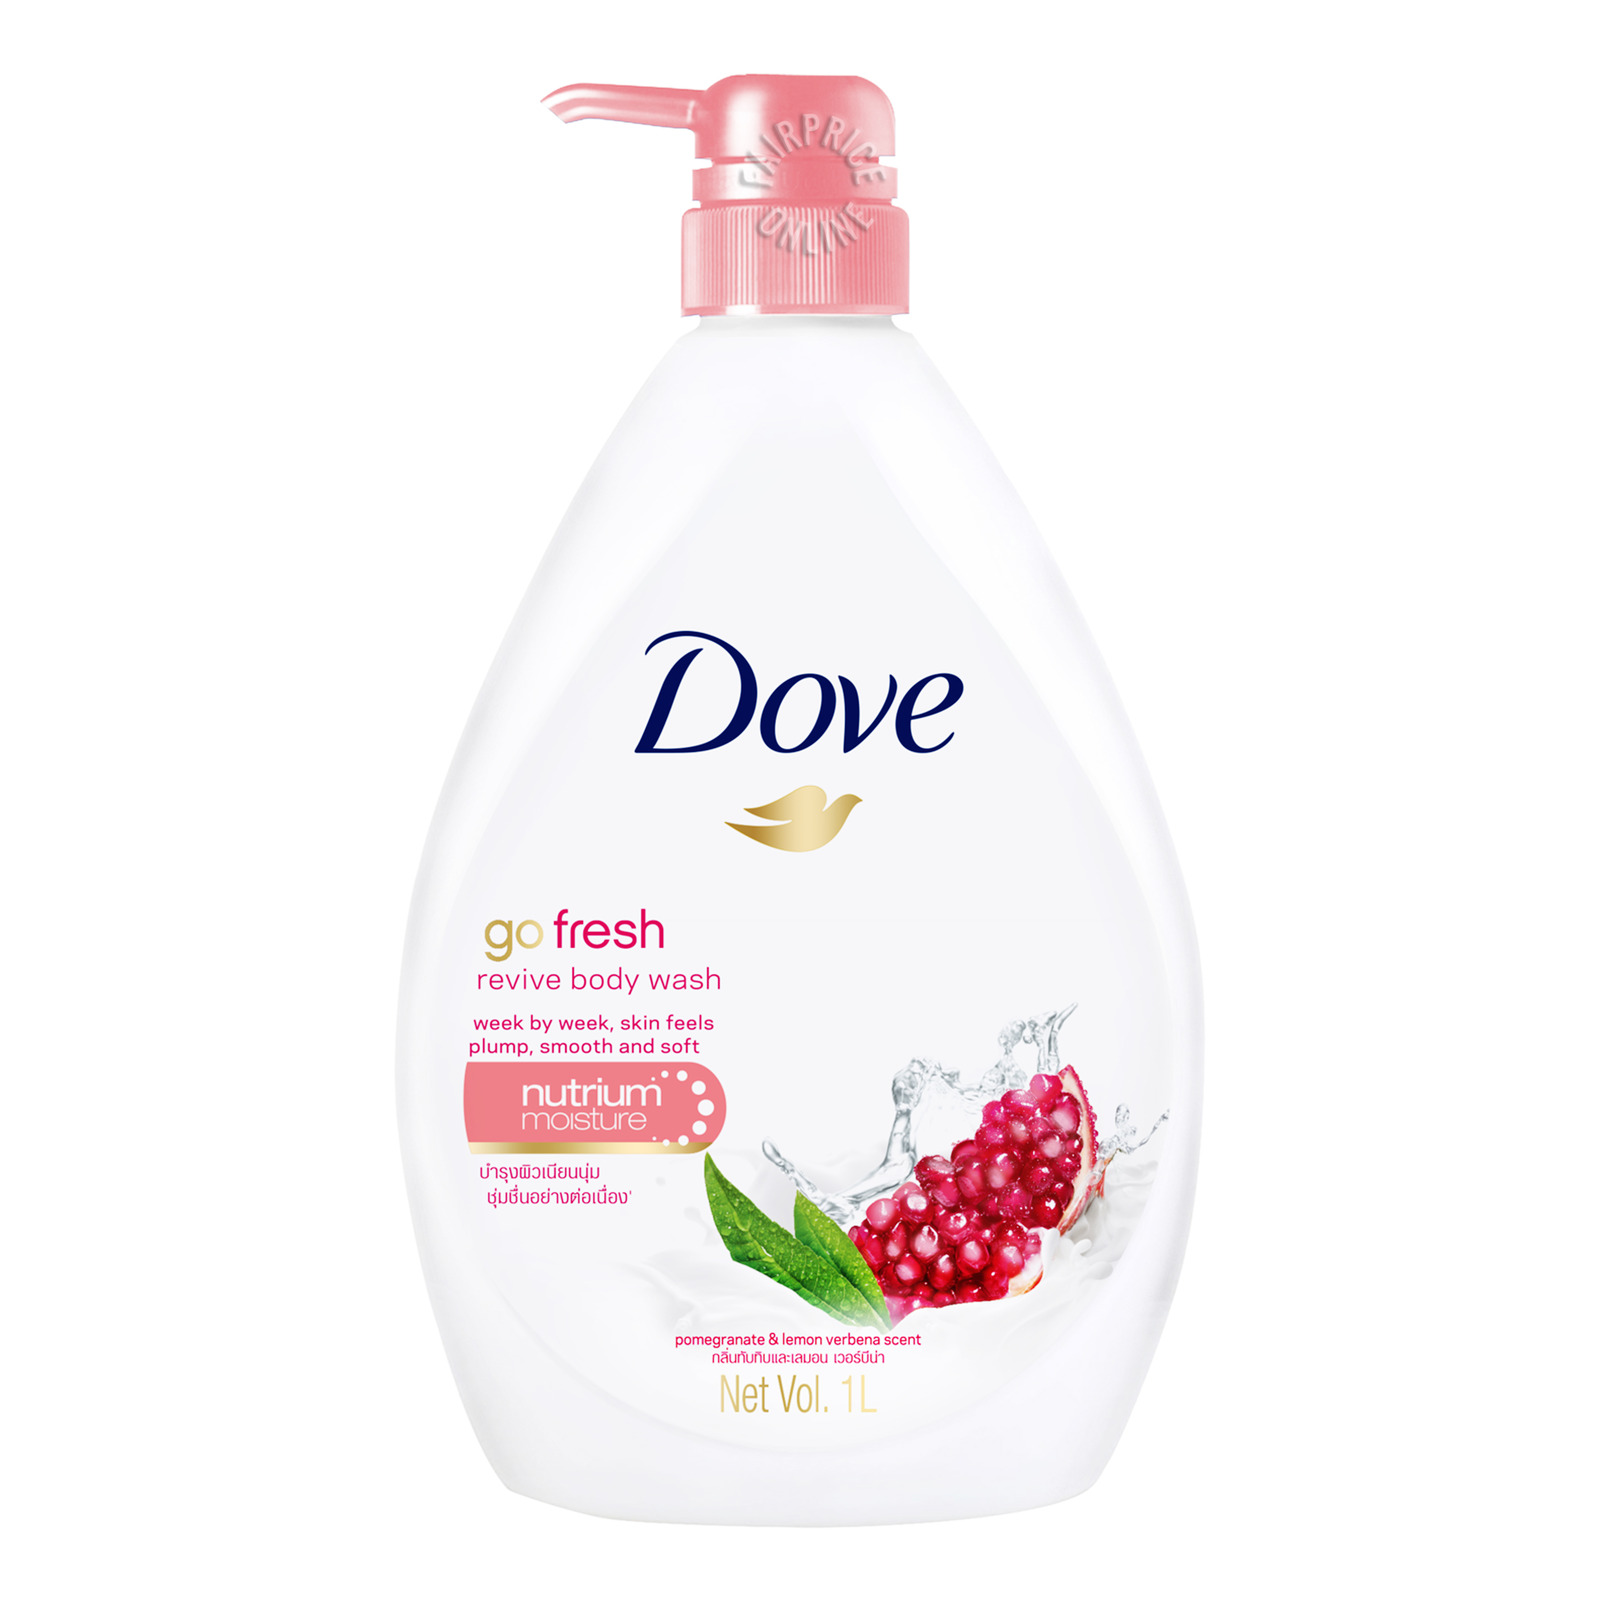 FAIRPRICE
ONLINE
Dove
go fresh
revive body wash
week by week, skin feels
plump, smooth and soft
nutrium
moisture
บำรุงผิวเนียนนุ่ม
ชุ่มชื่นอย่างต่อเนื่อง'
pomegranate & lemon verbena scent
กลิ่นทับทิมและเลมอน เวอร์บีน่า
Net Vol. 1L